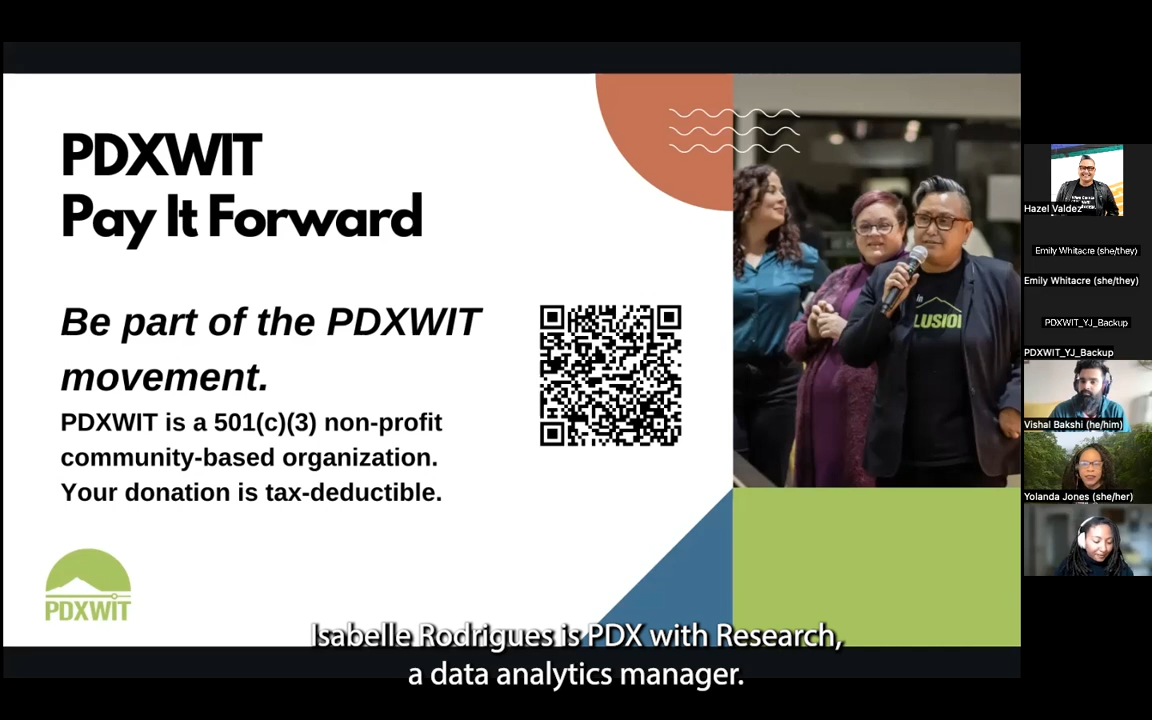 PDXWIT
Pay It Forward
Be part of the PDXWIT
movement.
PDXWIT is a 501(c)(3) non-profit
community-based organization.
Your donation is tax-deductible.
PDXWIT
in
LUSION
Isabelle Rodrigues is PDX with Research,
a data analytics manager.
Hazel Valdez
Emily Whitacre (she/they)
Emily Whitacre (she/they)
PDXWIT_YJ_Backup
PDXWIT_YJ_Backup
Vishal Bakshi (he/him)
Yolanda Jones (she/her)